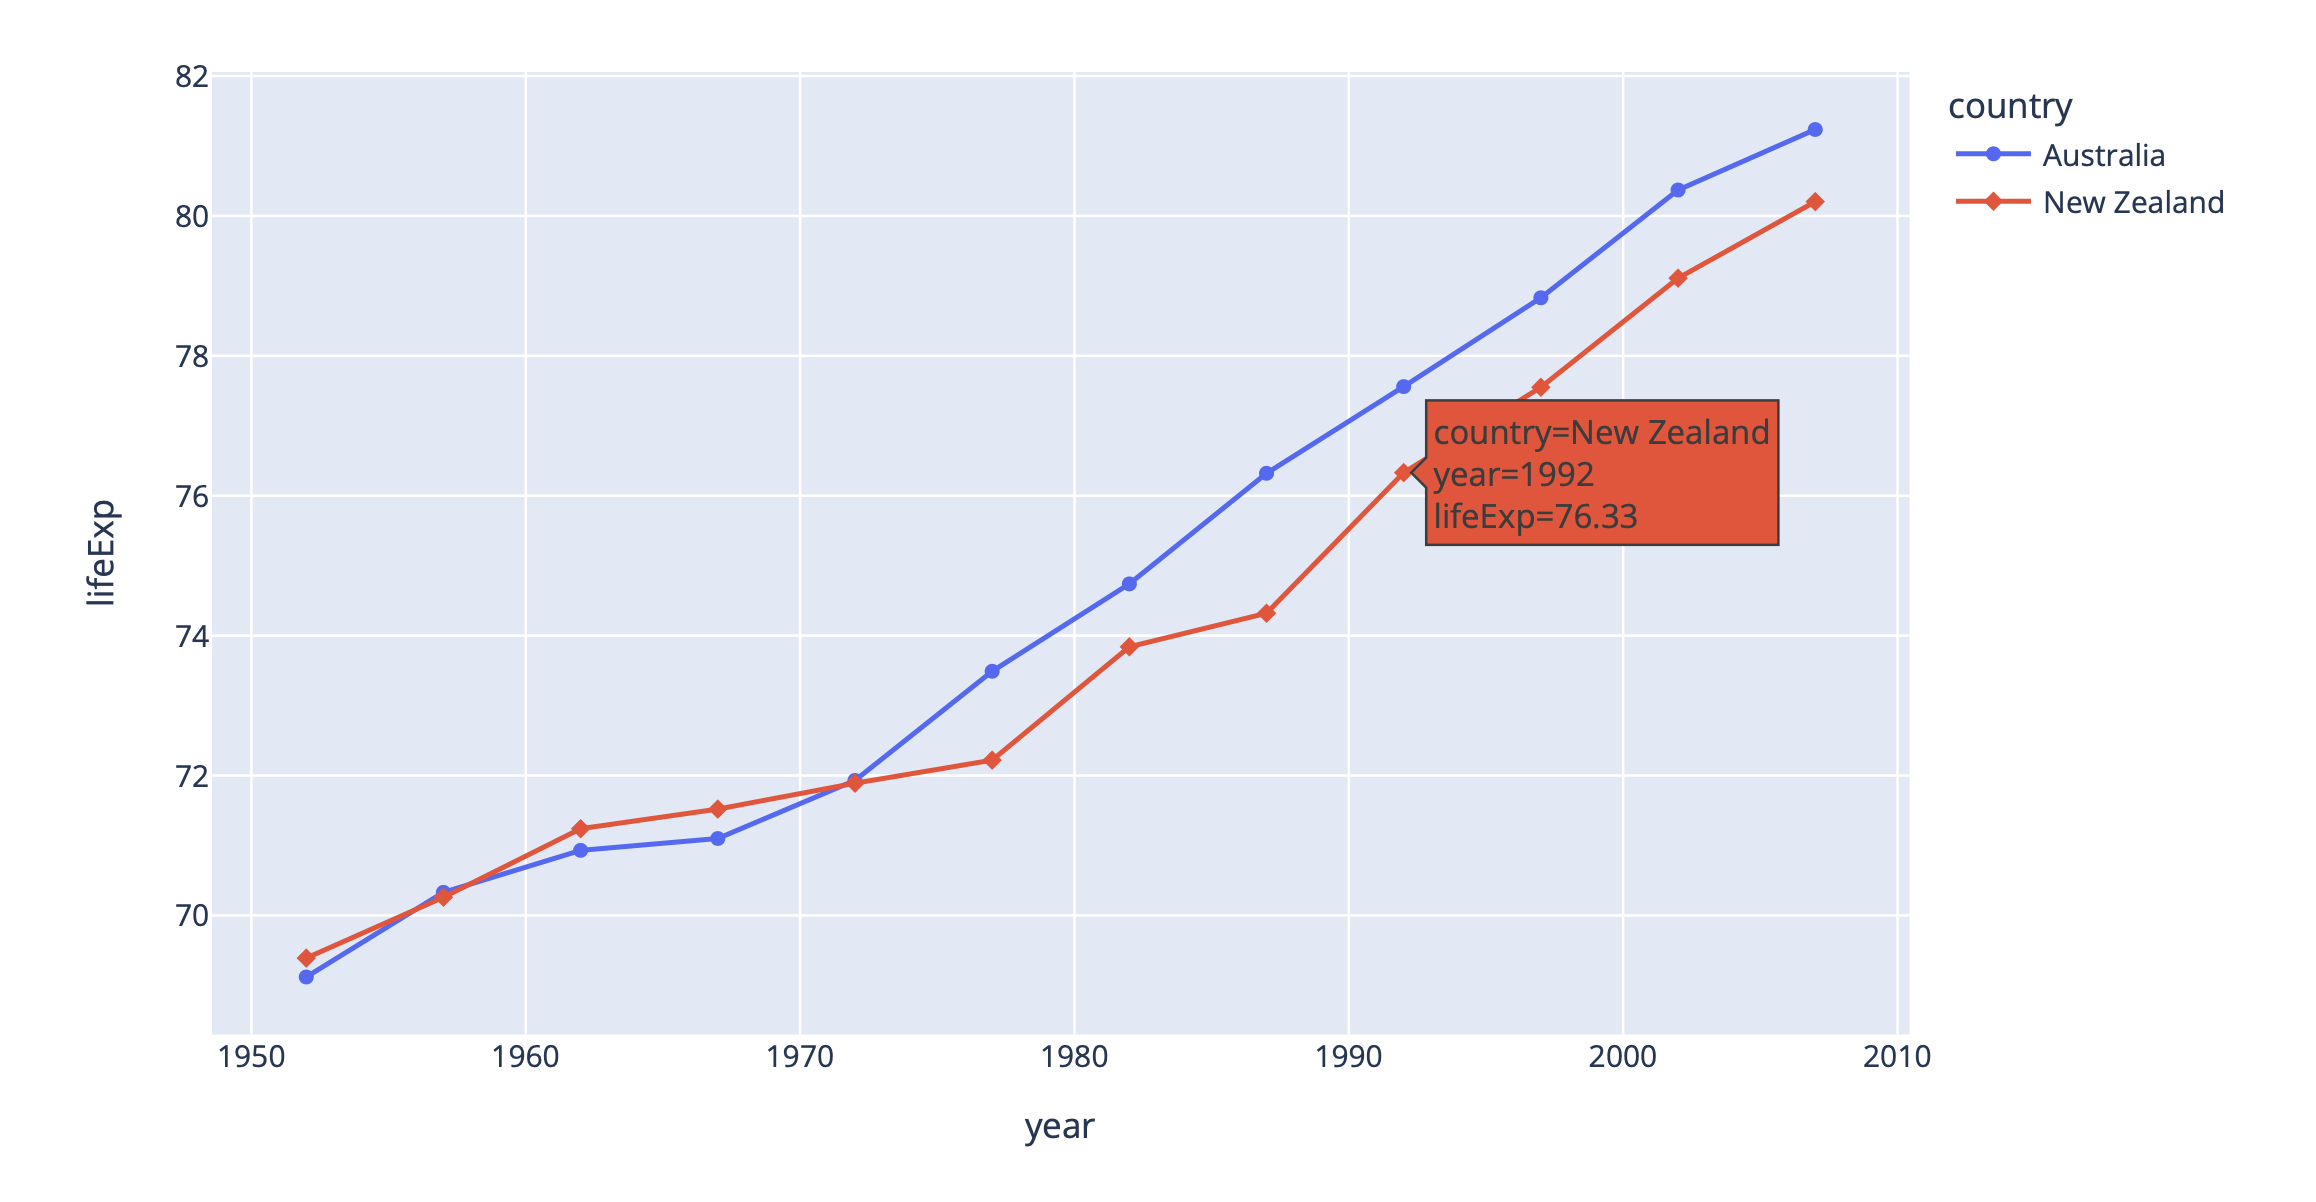 82
80
78
76
74
72
70
lifeExp
1950 1960 1970 1980 1990 2000 2010
year
country
Australia
New Zealand
country=New Zealand
year=1992
lifeExp=76.33